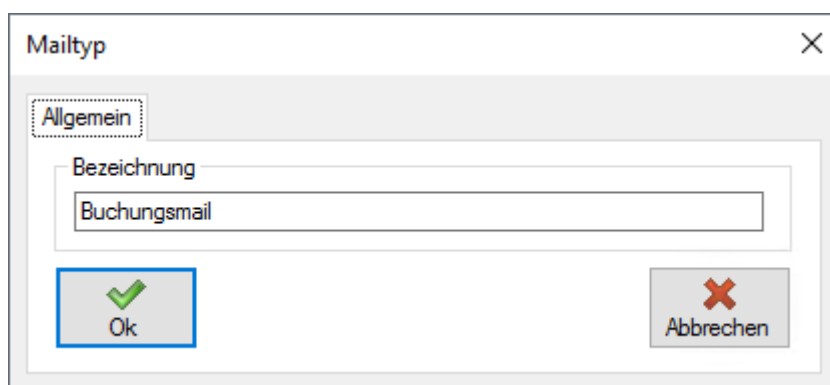 Mailtyp
Allgemein
Bezeichnung
Buchungsmail
Ok
Abbrechen